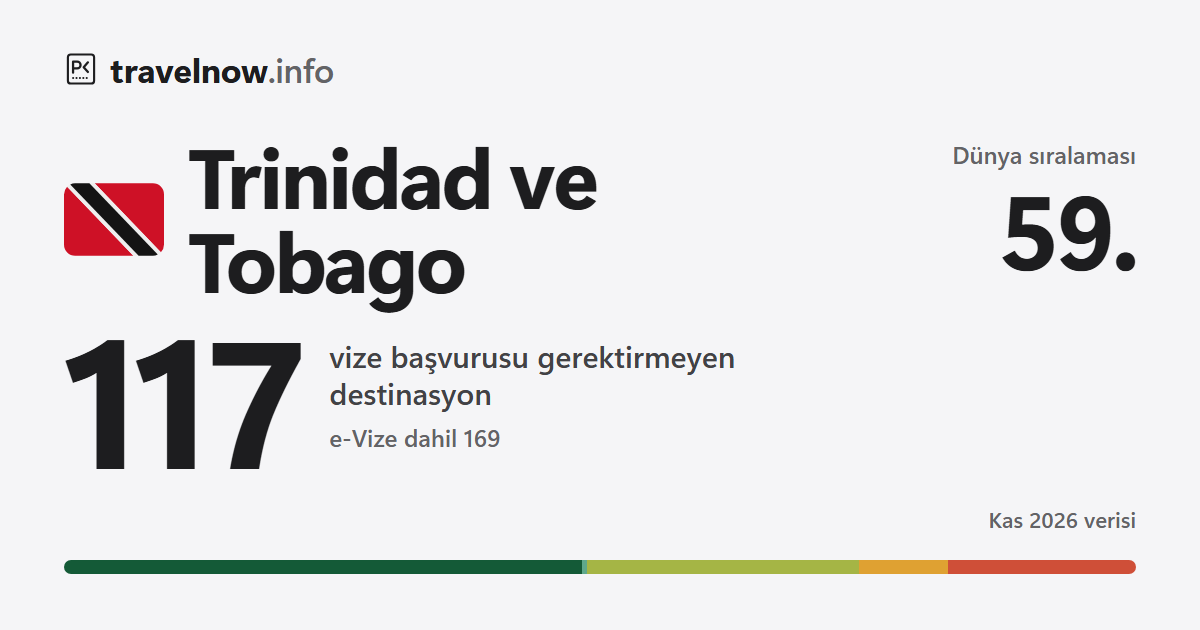 travelnow.info
Trinidad ve
Tobago
Dünya sıralaması
59.
117
vize başvurusu gerektirmeyen
destinasyon
e-Vize dahil 169
Kas 2026 verisi